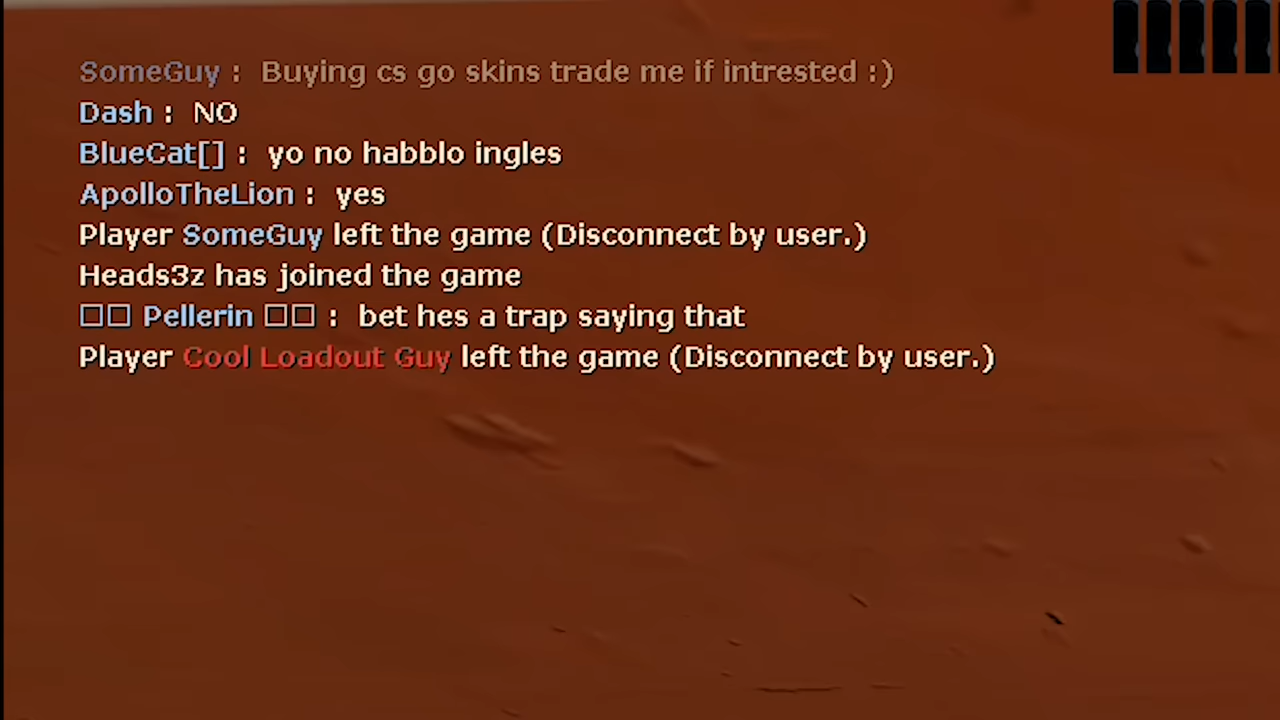 SomeGuy :  Buying cs go skins trade me if intrested :)
Dash :  NO
BlueCat[] :  yo no habblo ingles
ApolloTheLion :  yes
Player SomeGuy left the game (Disconnect by user.)
Heads3z has joined the game
□□ Pellerin □□ :  bet hes a trap saying that
Player Cool Loadout Guy left the game (Disconnect by user.)